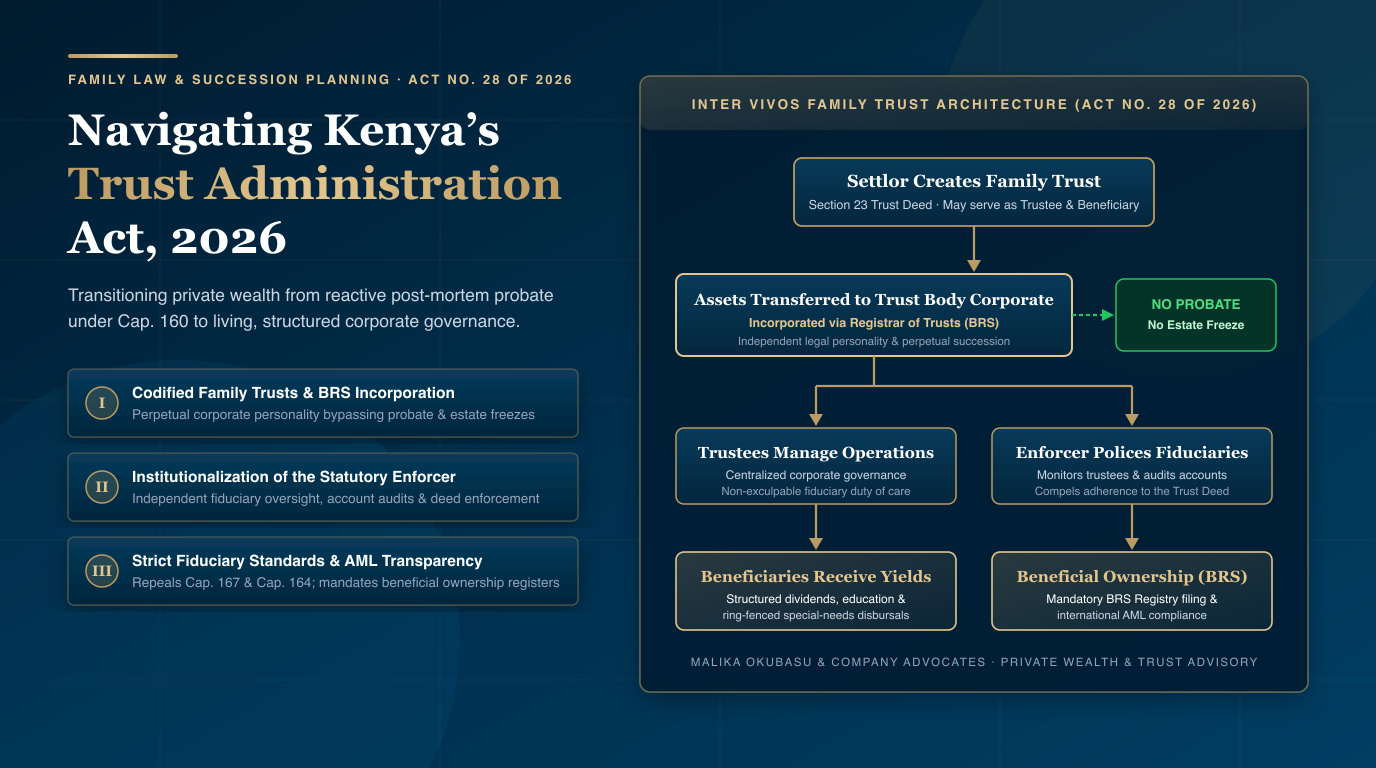 FAMILY LAW & SUCCESSION PLANNING · ACT NO. 28 OF 2026
Navigating Kenya’s
Trust Administration
Act, 2026
Transitioning private wealth from reactive post-mortem probate
under Cap. 160 to living, structured corporate governance.
I
Codified Family Trusts & BRS Incorporation
Perpetual corporate personality bypassing probate & estate freezes
II
Institutionalization of the Statutory Enforcer
Independent fiduciary oversight, account audits & deed enforcement
III
Strict Fiduciary Standards & AML Transparency
Repeals Cap. 167 & Cap. 164; mandates beneficial ownership registers
INTER VIVOS FAMILY TRUST ARCHITECTURE (ACT NO. 28 OF 2026)
Settlor Creates Family Trust
Section 23 Trust Deed · May serve as Trustee & Beneficiary
Assets Transferred to Trust Body Corporate
Incorporated via Registrar of Trusts (BRS)
Independent legal personality & perpetual succession
NO PROBATE
No Estate Freeze
Trustees Manage Operations
Centralized corporate governance
Non-exculpable fiduciary duty of care
Enforcer Polices Fiduciaries
Monitors trustees & audits accounts
Compels adherence to the Trust Deed
Beneficiaries Receive Yields
Structured dividends, education &
ring-fenced special-needs disbursals
Beneficial Ownership (BRS)
Mandatory BRS Registry filing &
international AML compliance
MALIKA OKUBASU & COMPANY ADVOCATES · PRIVATE WEALTH & TRUST ADVISORY